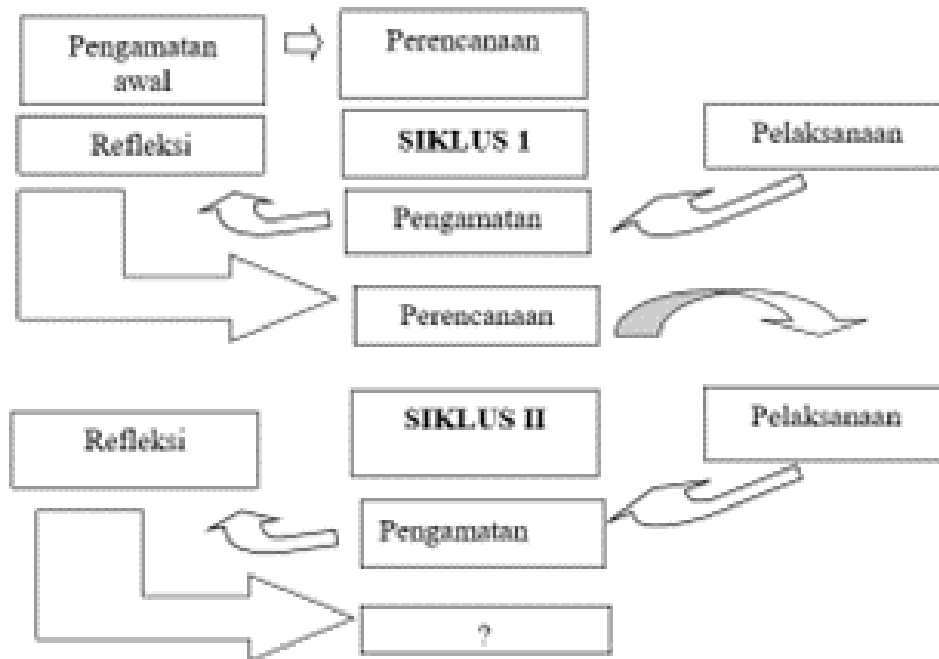 Pengamatan
awal
Perencanaan
Refleksi
SIKLUS 1
Pelaksanaan
Pengamatan
Perencanaan
Refleksi
SIKLUS II
Pelaksanaan
Pengamatan
?